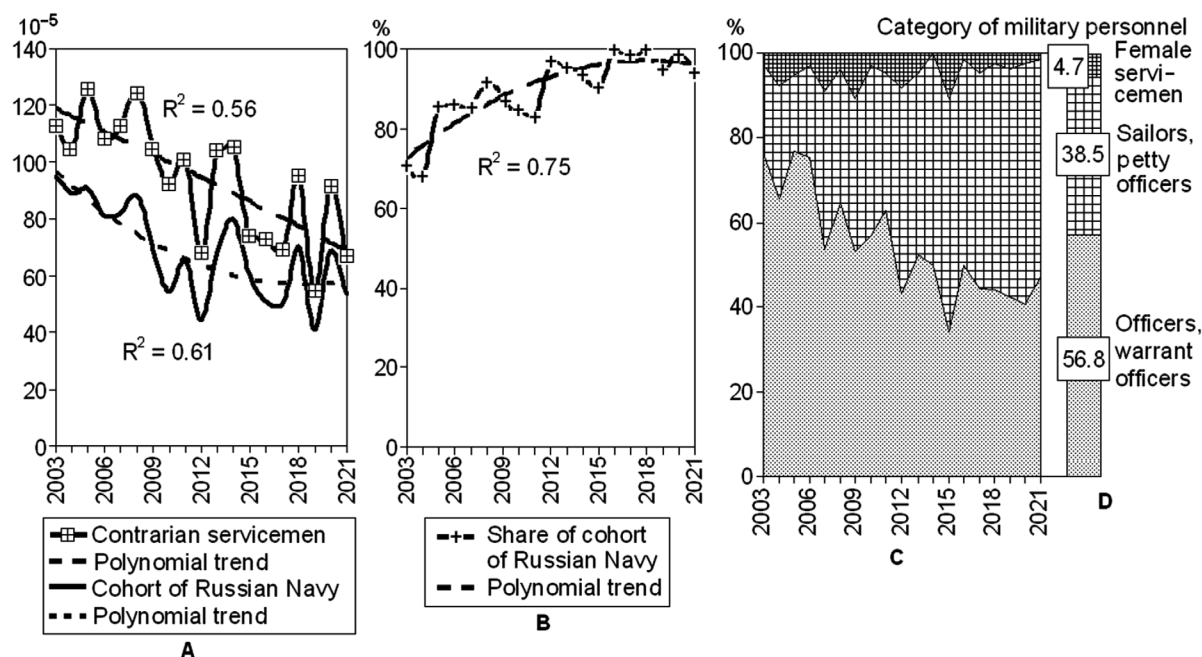 10⁻⁵
140
120
100
80
60
40
20
0
R² = 0.56
R² = 0.61
2003
2006
2009
2012
2015
2018
2021
Contrarian servicemen
Polynomial trend
Cohort of Russian Navy
Polynomial trend
A
%
100
80
60
40
20
0
R² = 0.75
2003
2006
2009
2012
2015
2018
2021
Share of cohort
of Russian Navy
Polynomial trend
B
%
100
80
60
40
20
0
2003
2006
2009
2012
2015
2018
2021
C
Category of military personnel
4.7
Female
servi-
cemen
38.5
Sailors,
petty
officers
56.8
Officers,
warrant
officers
D